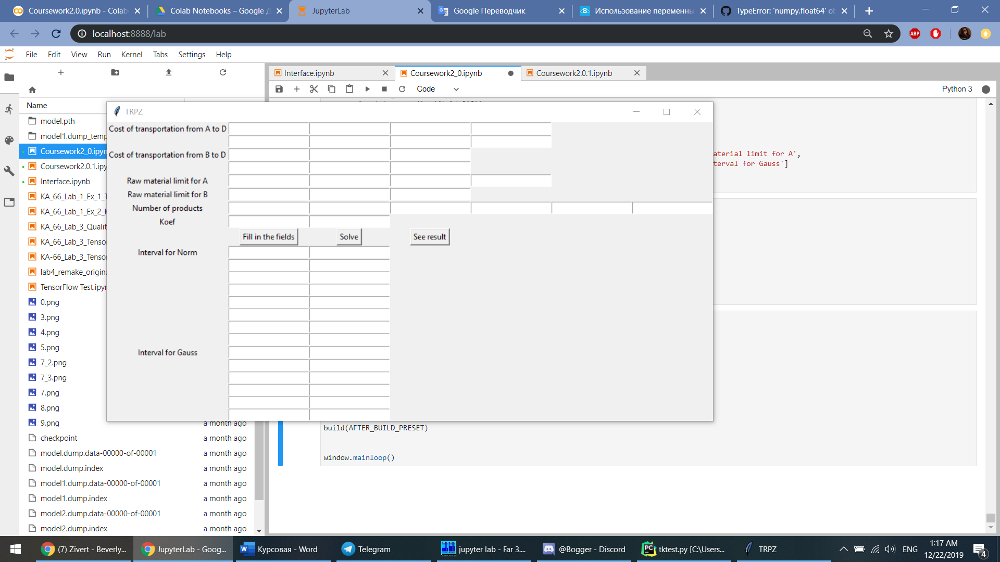 Coursework2.0.ipynb - Colab
Colab Notebooks – Google Д
JupyterLab
Google Переводчик
Использование переменны
TypeError: 'numpy.float64' ob
localhost:8888/lab
ABP
File Edit View Run Kernel Tabs Settings Help
Interface.ipynb
Coursework2_0.ipynb
Coursework2.0.1.ipynb
Code
Python 3
Name
model.pth
model1.dump_temp
Coursework2_0.ipyn
Coursework2.0.1.ipy
Interface.ipynb
KA_66_Lab_1_Ex_1_T
KA_66_Lab_1_Ex_2_K
KA_66_Lab_3_Qualit
KA_66_Lab_3_Tensor
KA-66_Lab_3_Tensor
lab4_remake_origina
TensorFlow Test.ipyn
0.png
3.png
4.png
5.png
7_2.png
7_3.png
7.png
8.png
9.png a month ago
checkpoint a month ago
model.dump.data-00000-of-00001 a month ago
model.dump.index a month ago
model1.dump.data-00000-of-00001 a month ago
model1.dump.index a month ago
model2.dump.data-00000-of-00001 a month ago
model2.dump.index a month ago
TRPZ
Cost of transportation from A to D
Cost of transportation from B to D
Raw material limit for A
Raw material limit for B
Number of products
Koef
Fill in the fields
Solve
See result
Interval for Norm
Interval for Gauss
aterial limit for A',
terval for Gauss']
build(AFTER_BUILD_PRESET)
window.mainloop()
(7) Zivert - Beverly...
JupyterLab - Goog...
Курсовая - Word
Telegram
jupyter lab - Far 3....
@Bogger - Discord
tktest.py [C:\Users...
TRPZ
ENG
1:17 AM
12/22/2019
4